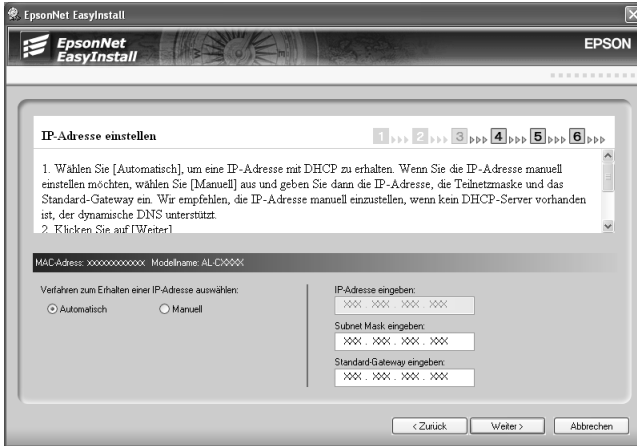 EpsonNet EasyInstall
EpsonNet
EasyInstall
EPSON
IP-Adresse einstellen
1 2 3 4 5 6
1. Wählen Sie [Automatisch], um eine IP-Adresse mit DHCP zu erhalten. Wenn Sie die IP-Adresse manuell
einstellen möchten, wählen Sie [Manuell] aus und geben Sie dann die IP-Adresse, die Teilnetzmaske und das
Standard-Gateway ein. Wir empfehlen, die IP-Adresse manuell einzustellen, wenn kein DHCP-Server vorhanden
ist, der dynamische DNS unterstützt.
2. Klicken Sie auf [Weiter]
MAC-Adress: xxxxxxxxxxxx Modellname: AL-CXXXX
Verfahren zum Erhalten einer IP-Adresse auswählen:
Automatisch
Manuell
IP-Adresse eingeben:
XXX . XXX . XXX . XXX
Subnet Mask eingeben:
XXX . XXX . XXX . XXX
Standard-Gateway eingeben:
XXX . XXX . XXX . XXX
< Zurück
Weiter >
Abbrechen